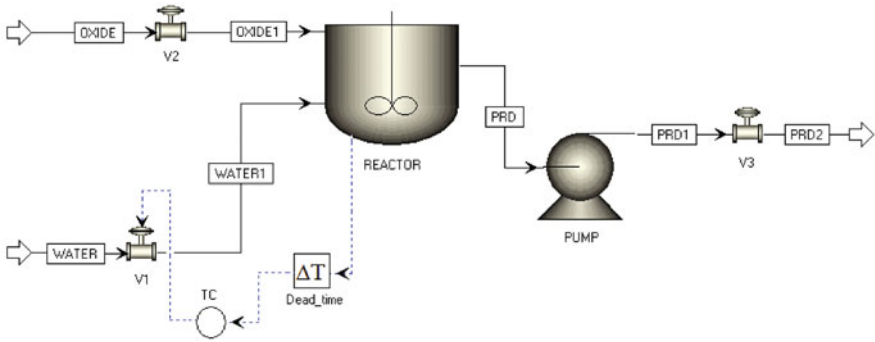 OXIDE
V2
OXIDE1
REACTOR
PRD
PUMP
PRD1
V3
PRD2
WATER1
WATER
V1
TC
ΔT
Dead_time